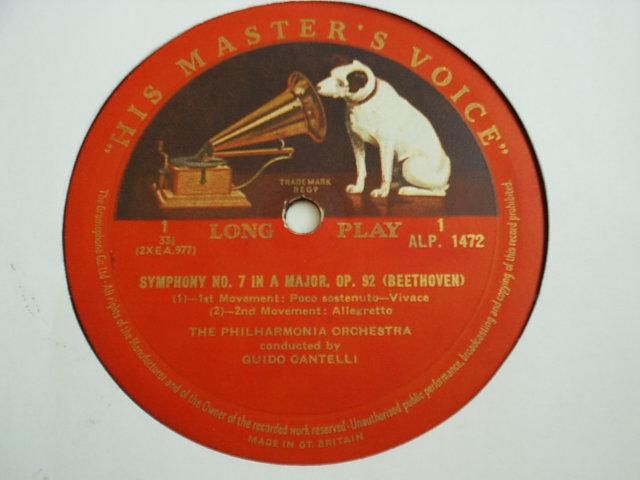 "HIS MASTER'S VOICE"
TRADE MARK
REGD
1
33⅓
(2XEA.977)
LONG PLAY
1
ALP. 1472
SYMPHONY NO. 7 IN A MAJOR, OP. 92 (BEETHOVEN)
(1)—1st Movement: Poco sostenuto—Vivace
(2)—2nd Movement: Allegretto
THE PHILHARMONIA ORCHESTRA
conducted by
GUIDO CANTELLI
The Gramophone Co. Ltd. · All rights of the Manufacturer and of the Owner of the recorded work reserved · Unauthorised public performance, broadcasting and copying of this record prohibited.
MADE IN GT. BRITAIN